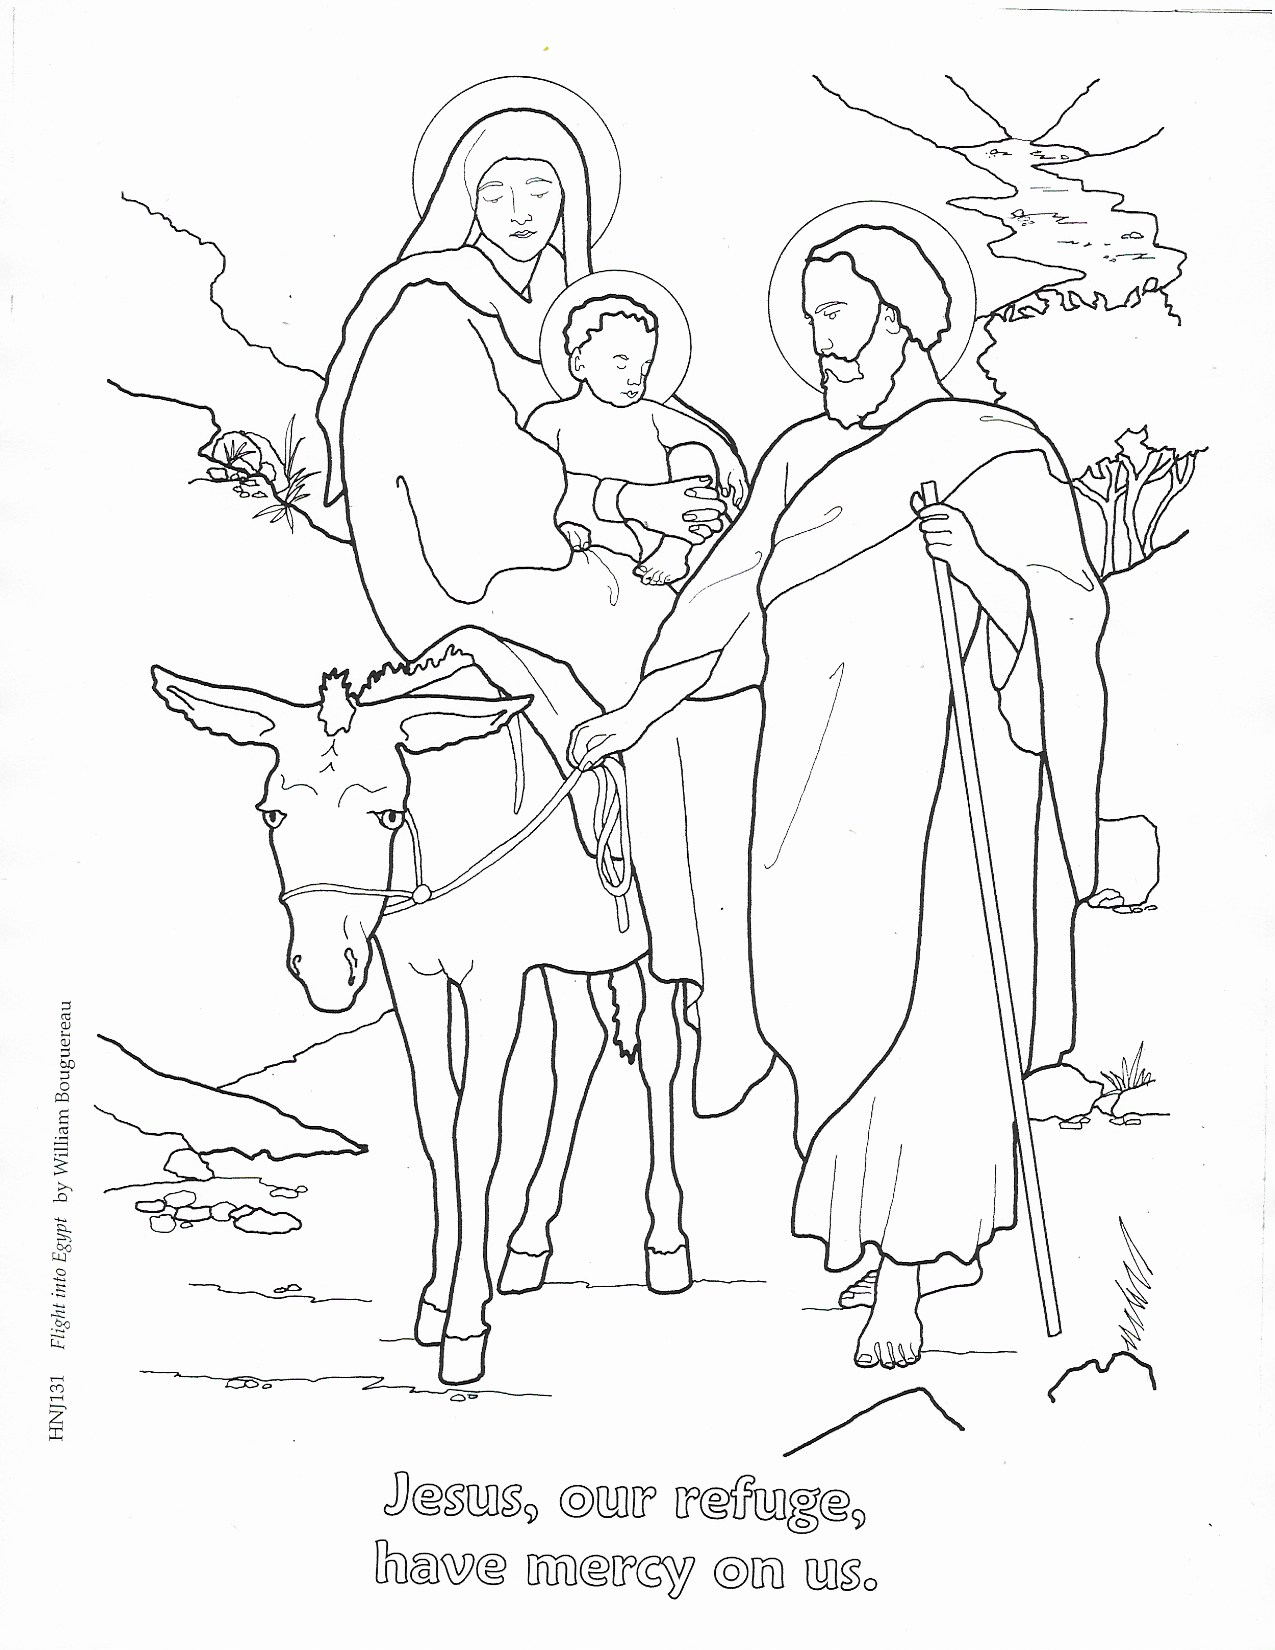 HNJ131 Flight into Egypt by William Bouguereau
Jesus, our refuge,
have mercy on us.